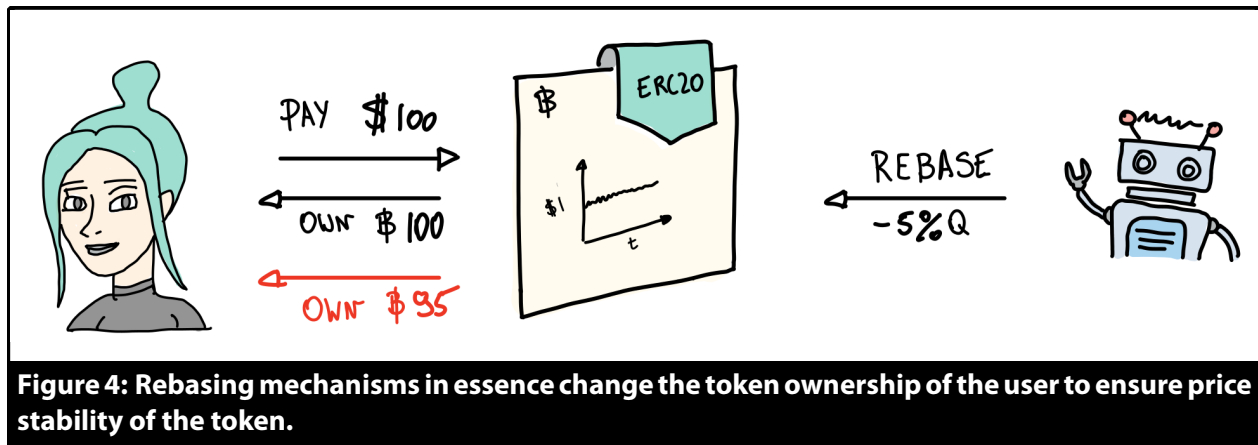 PAY $100
OWN ฿100
OWN ฿95
฿
ERC20
$1
t
REBASE
-5%Q
Figure 4: Rebasing mechanisms in essence change the token ownership of the user to ensure price
stability of the token.